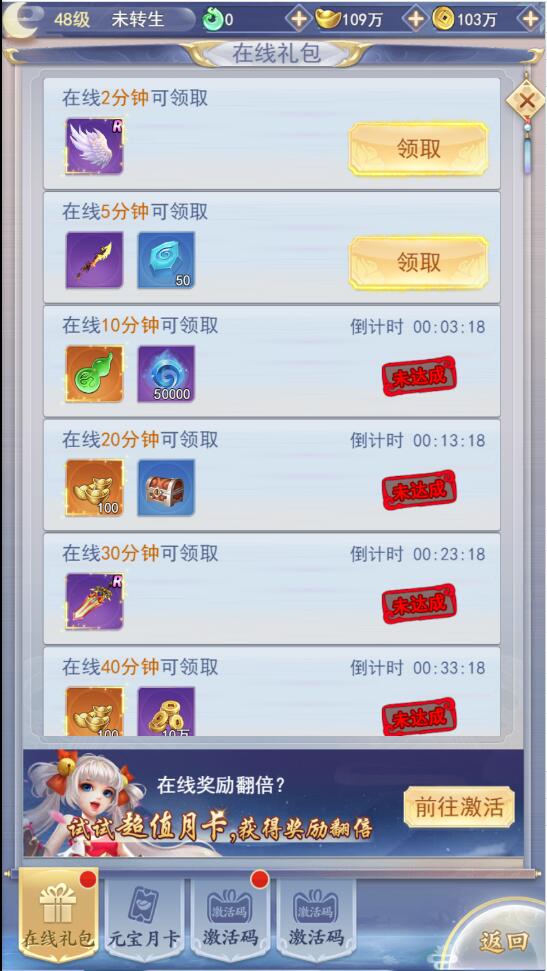 48级 未转生 0 109万 103万
在线礼包
在线2分钟可领取
R
领取
在线5分钟可领取
领取
50
在线10分钟可领取 倒计时 00:03:18
未达成
50000
在线20分钟可领取 倒计时 00:13:18
未达成
100
在线30分钟可领取 倒计时 00:23:18
R
未达成
在线40分钟可领取 倒计时 00:33:18
未达成
100 10万
在线奖励翻倍?
前往激活
试试超值月卡,获得奖励翻倍
激活码 激活码
在线礼包 元宝月卡 激活码 激活码 返回